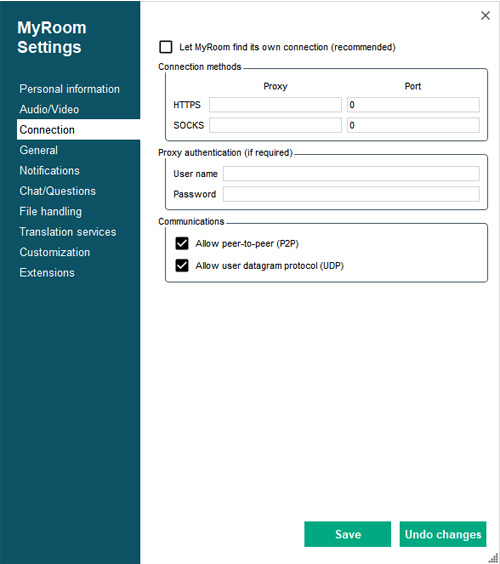 MyRoom
Settings
Personal information
Audio/Video
Connection
General
Notifications
Chat/Questions
File handling
Translation services
Customization
Extensions
Let MyRoom find its own connection (recommended)
Connection methods
Proxy Port
HTTPS 0
SOCKS 0
Proxy authentication (if required)
User name
Password
Communications
Allow peer-to-peer (P2P)
Allow user datagram protocol (UDP)
Save Undo changes